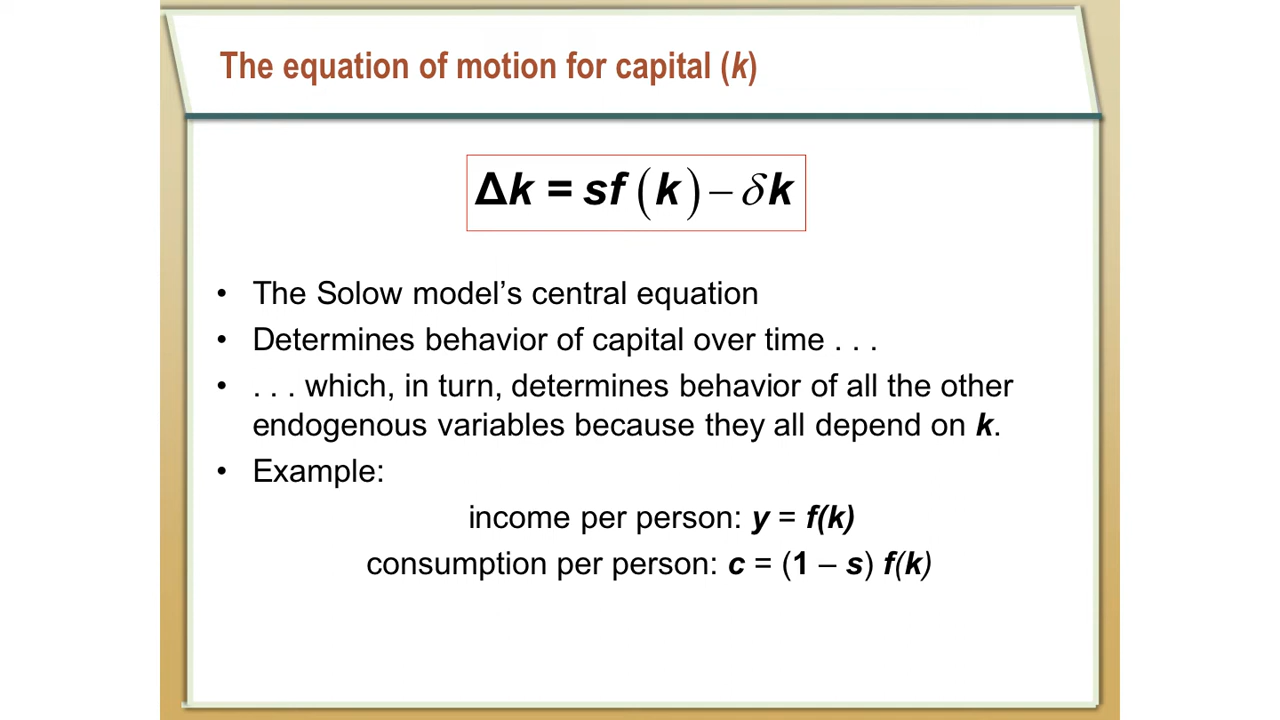 The equation of motion for capital (k)
Δk = sf(k) – δk
• The Solow model’s central equation
• Determines behavior of capital over time . . .
• . . . which, in turn, determines behavior of all the other
endogenous variables because they all depend on k.
• Example:
income per person: y = f(k)
consumption per person: c = (1 – s) f(k)